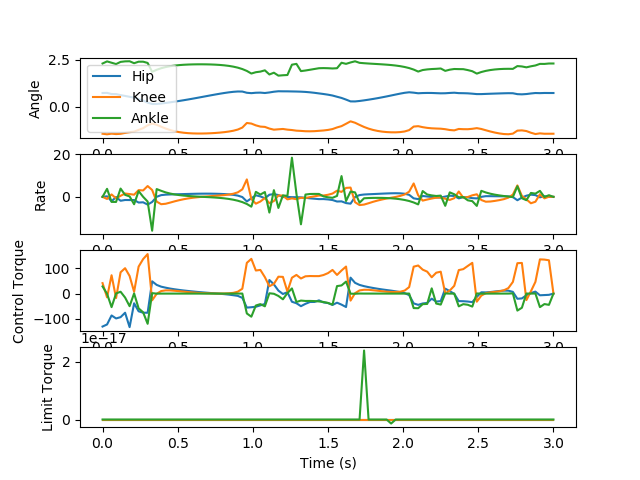 2.5
0.0
Angle
Hip
Knee
Ankle
0.0 0.5 1.0 1.5 2.0 2.5 3.0
20
0
Rate
0.0 0.5 1.0 1.5 2.0 2.5 3.0
100
0
−100
Control Torque
0.0 0.5 1.0 1.5 2.0 2.5 3.0
1e−17
2
0
Limit Torque
0.0 0.5 1.0 1.5 2.0 2.5 3.0
Time (s)